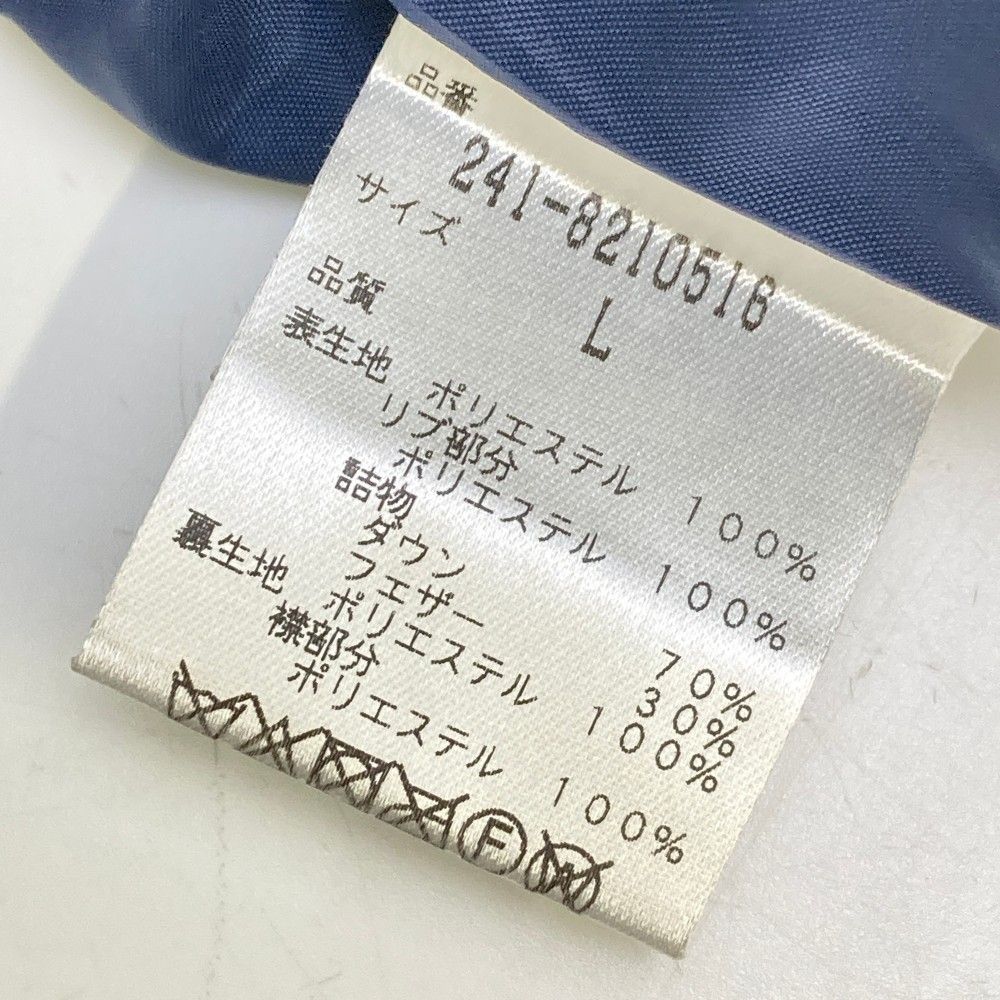 品番
241-8210516
サイズ L
品質
表生地 ポリエステル 100%
リブ部分
ポリエステル 100%
詰物
ダウン 70%
フェザー 30%
裏生地 ポリエステル 100%
襟部分
ポリエステル 100%
F
W